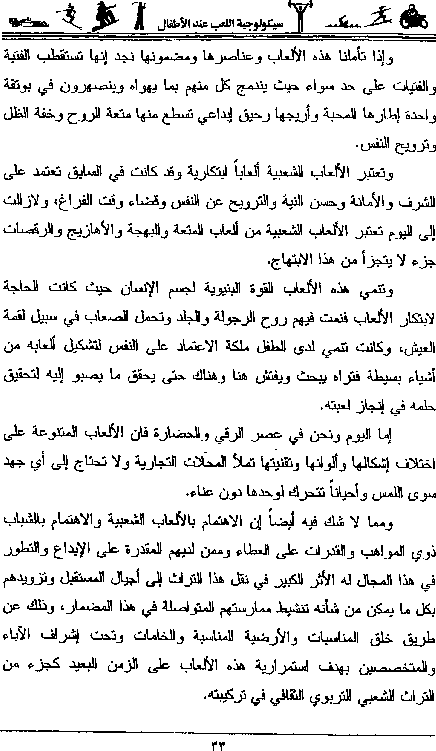 سيكولوجية اللعب عند الأطفال
وإذا تأملنا هذه الألعاب وعناصرها ومضمونها نجد إنها تستقطب الفتية
والفتيات على حد سواء حيث يندمج كل منهم بما يهواه وينصهرون في بوتقة
واحدة إطارها المحبة وأريجها رحيق إبداعي تسطع منها متعة الروح وخفة الظل
وترويح النفس.
وتعتبر الألعاب الشعبية ألعاباً ابتكارية وقد كانت في السابق تعتمد على
الشرف والأمانة وحسن النية والترويح عن النفس وقضاء وقت الفراغ، ولازالت
إلى اليوم تعتبر الألعاب الشعبية من ألعاب المتعة والبهجة والأهازيج والرقصات
جزء لا يتجزأ من هذا الابتهاج.
وتنمي هذه الألعاب القوة البنيوية لجسم الإنسان حيث كانت الحاجة
لابتكار الألعاب فنمت فيهم روح الرجولة والجلد وتحمل الصعاب في سبيل لقمة
العيش، وكانت تنمي لدى الطفل ملكة الاعتماد على النفس لتشكيل ألعابه من
أشياء بسيطة فتراه يبحث ويفتش هنا وهناك حتى يحقق ما يصبو إليه لتحقيق
حلمه في إنجاز لعبته.
إما اليوم ونحن في عصر الرقي والحضارة فان الألعاب المتنوعة على
اختلاف إشكالها وألوانها وتقنيتها تملأ المحلات التجارية ولا تحتاج إلى أي جهد
سوى اللمس وأحياناً تتحرك لوحدها دون عناء.
ومما لا شك فيه أيضاً إن الاهتمام بالألعاب الشعبية والاهتمام بالشباب
ذوي المواهب والقدرات على العطاء وممن لديهم المقدرة على الإبداع والتطور
في هذا المجال له الأثر الكبير في نقل هذا التراث إلى أجيال المستقبل وتزويدهم
بكل ما يمكن من شأنه تنشيط ممارستهم المتواصلة في هذا المضمار، وذلك عن
طريق خلق المناسبات والأرضية المناسبة والخامات وتحت إشراف الآباء
والمتخصصين بهدف استمرارية هذه الألعاب على الزمن البعيد كجزء من
التراث الشعبي التربوي الثقافي في تركيبته.
٣٣